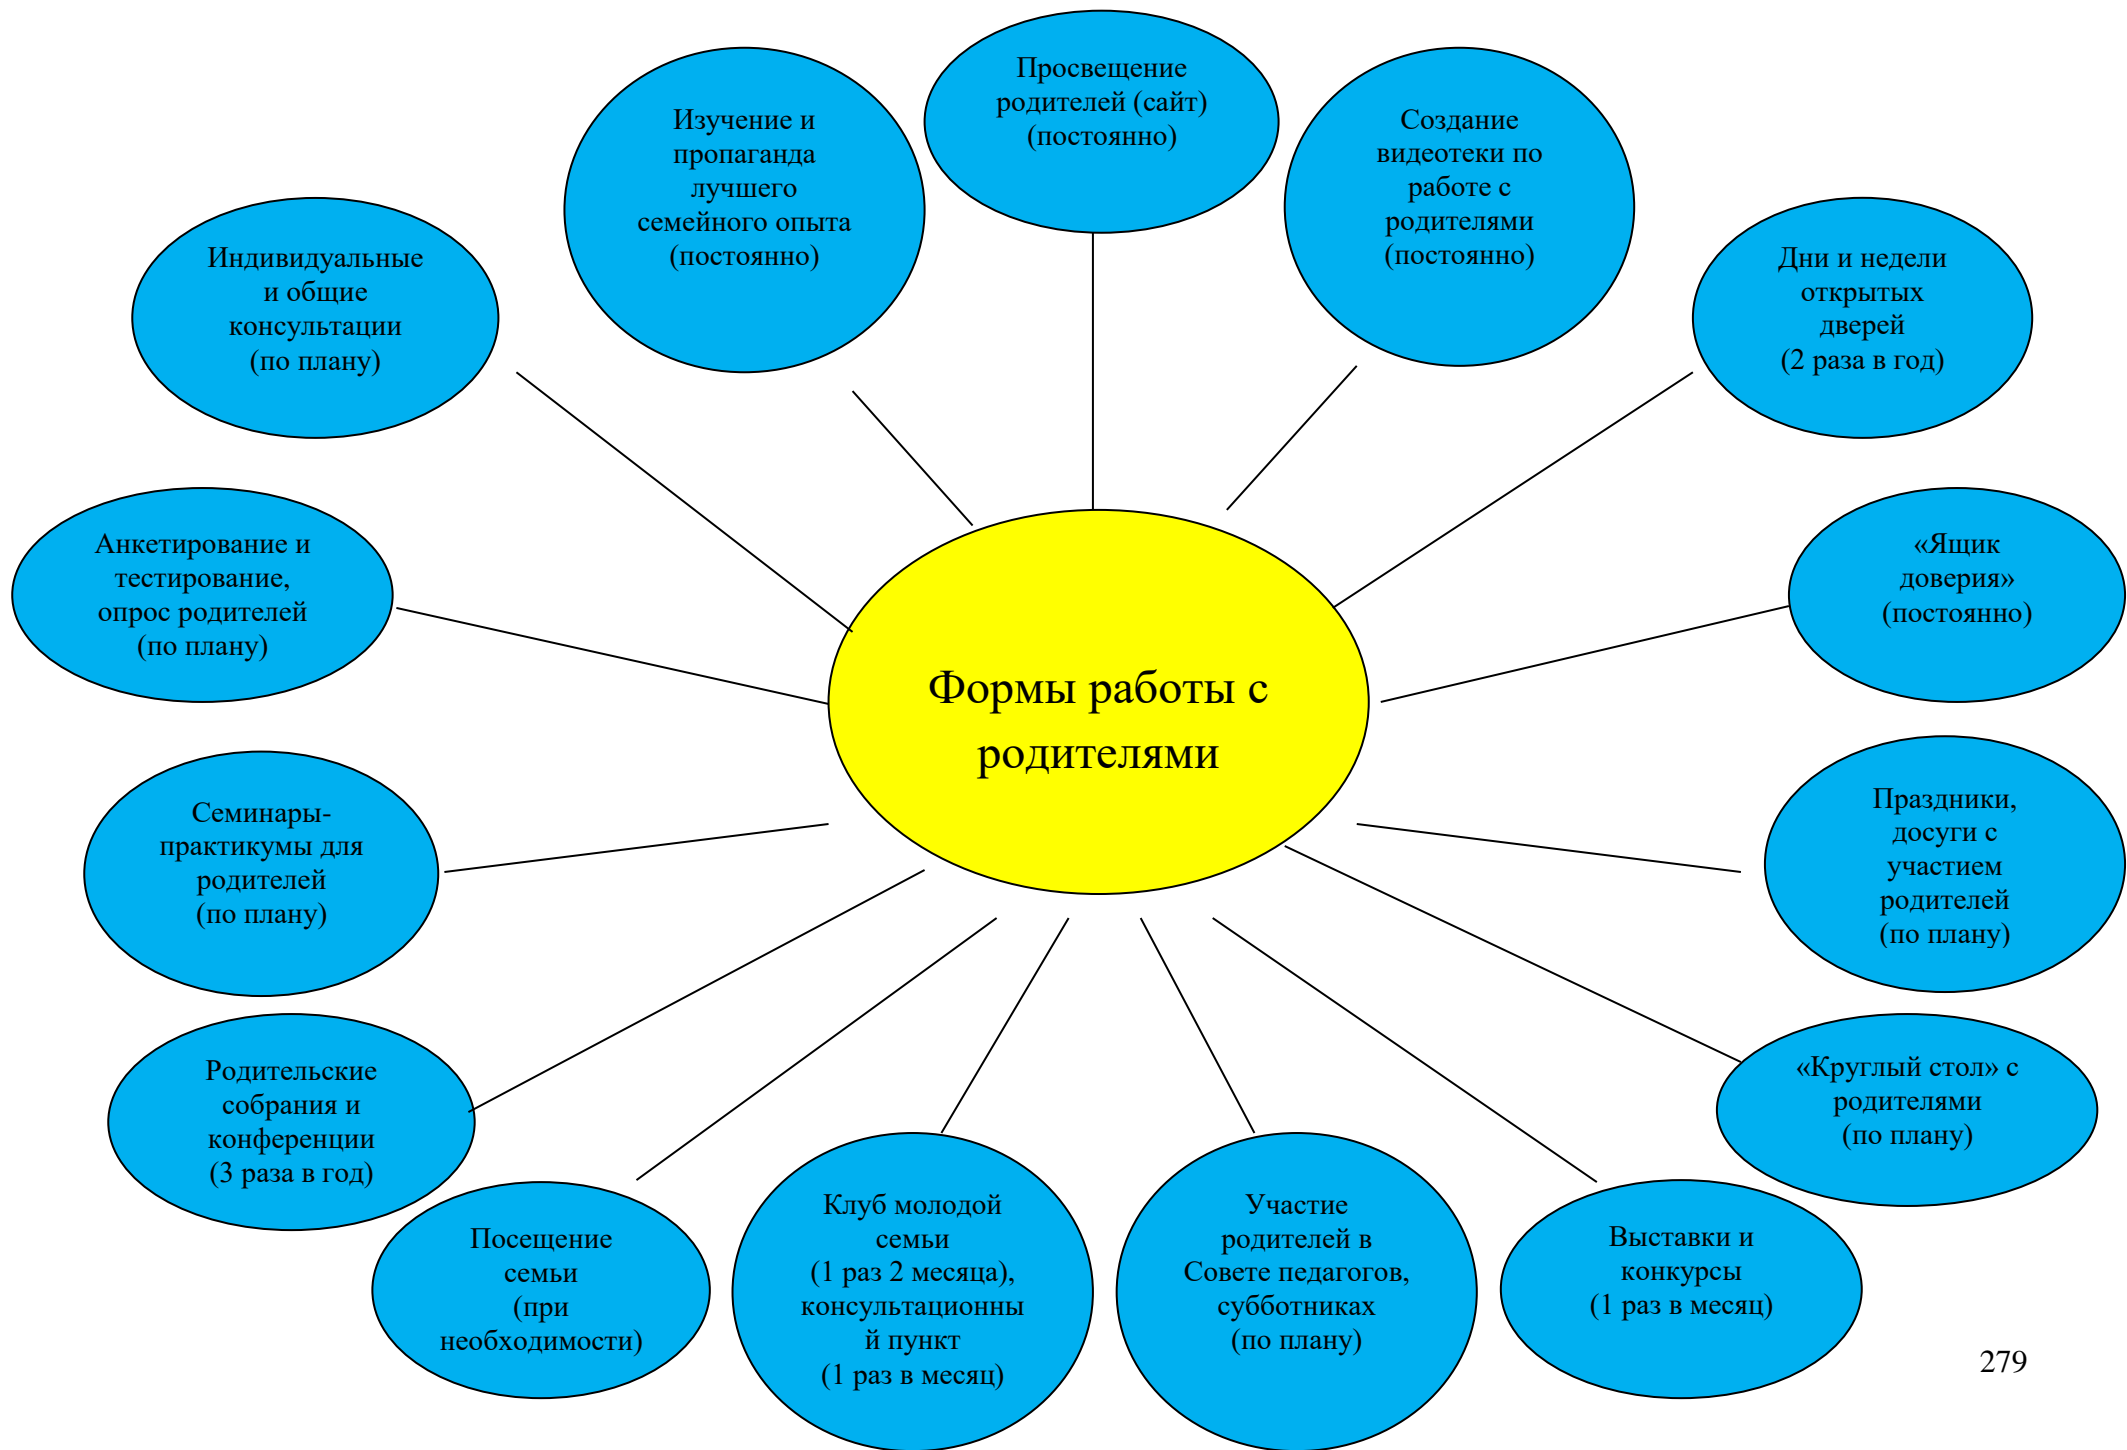 Просвещение
родителей (сайт)
(постоянно)
Изучение и
пропаганда
лучшего
семейного опыта
(постоянно)
Создание
видеотеки по
работе с
родителями
(постоянно)
Индивидуальные
и общие
консультации
(по плану)
Дни и недели
открытых
дверей
(2 раза в год)
Анкетирование и
тестирование,
опрос родителей
(по плану)
«Ящик
доверия»
(постоянно)
Формы работы с
родителями
Семинары-
практикумы для
родителей
(по плану)
Праздники,
досуги с
участием
родителей
(по плану)
Родительские
собрания и
конференции
(3 раза в год)
«Круглый стол» с
родителями
(по плану)
Посещение
семьи
(при
необходимости)
Клуб молодой
семьи
(1 раз 2 месяца),
консультационны
й пункт
(1 раз в месяц)
Участие
родителей в
Совете педагогов,
субботниках
(по плану)
Выставки и
конкурсы
(1 раз в месяц)
279